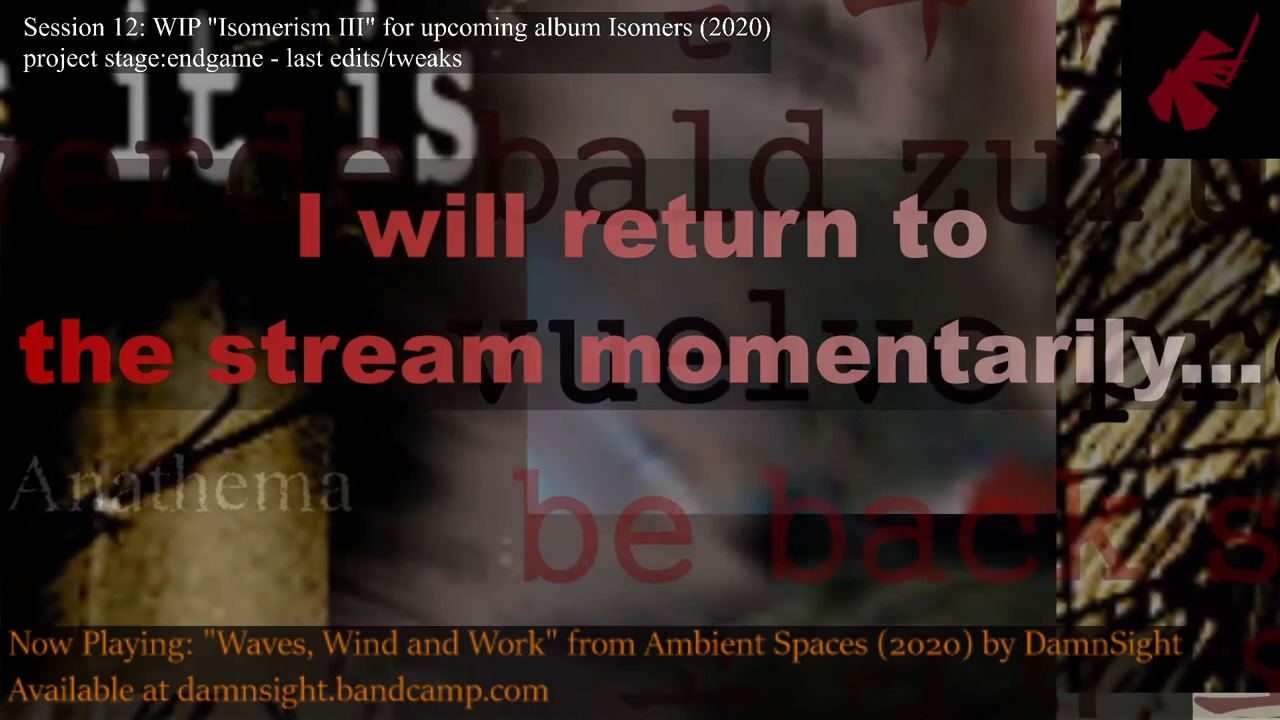 Session 12: WIP "Isomerism III" for upcoming album Isomers (2020)
project stage:endgame - last edits/tweaks
it is
werde bald zur
I will return to
vuelvo pr
the stream momentarily...
Anathema
be back s
Now Playing: "Waves, Wind and Work" from Ambient Spaces (2020) by DamnSight
Available at damnsight.bandcamp.com